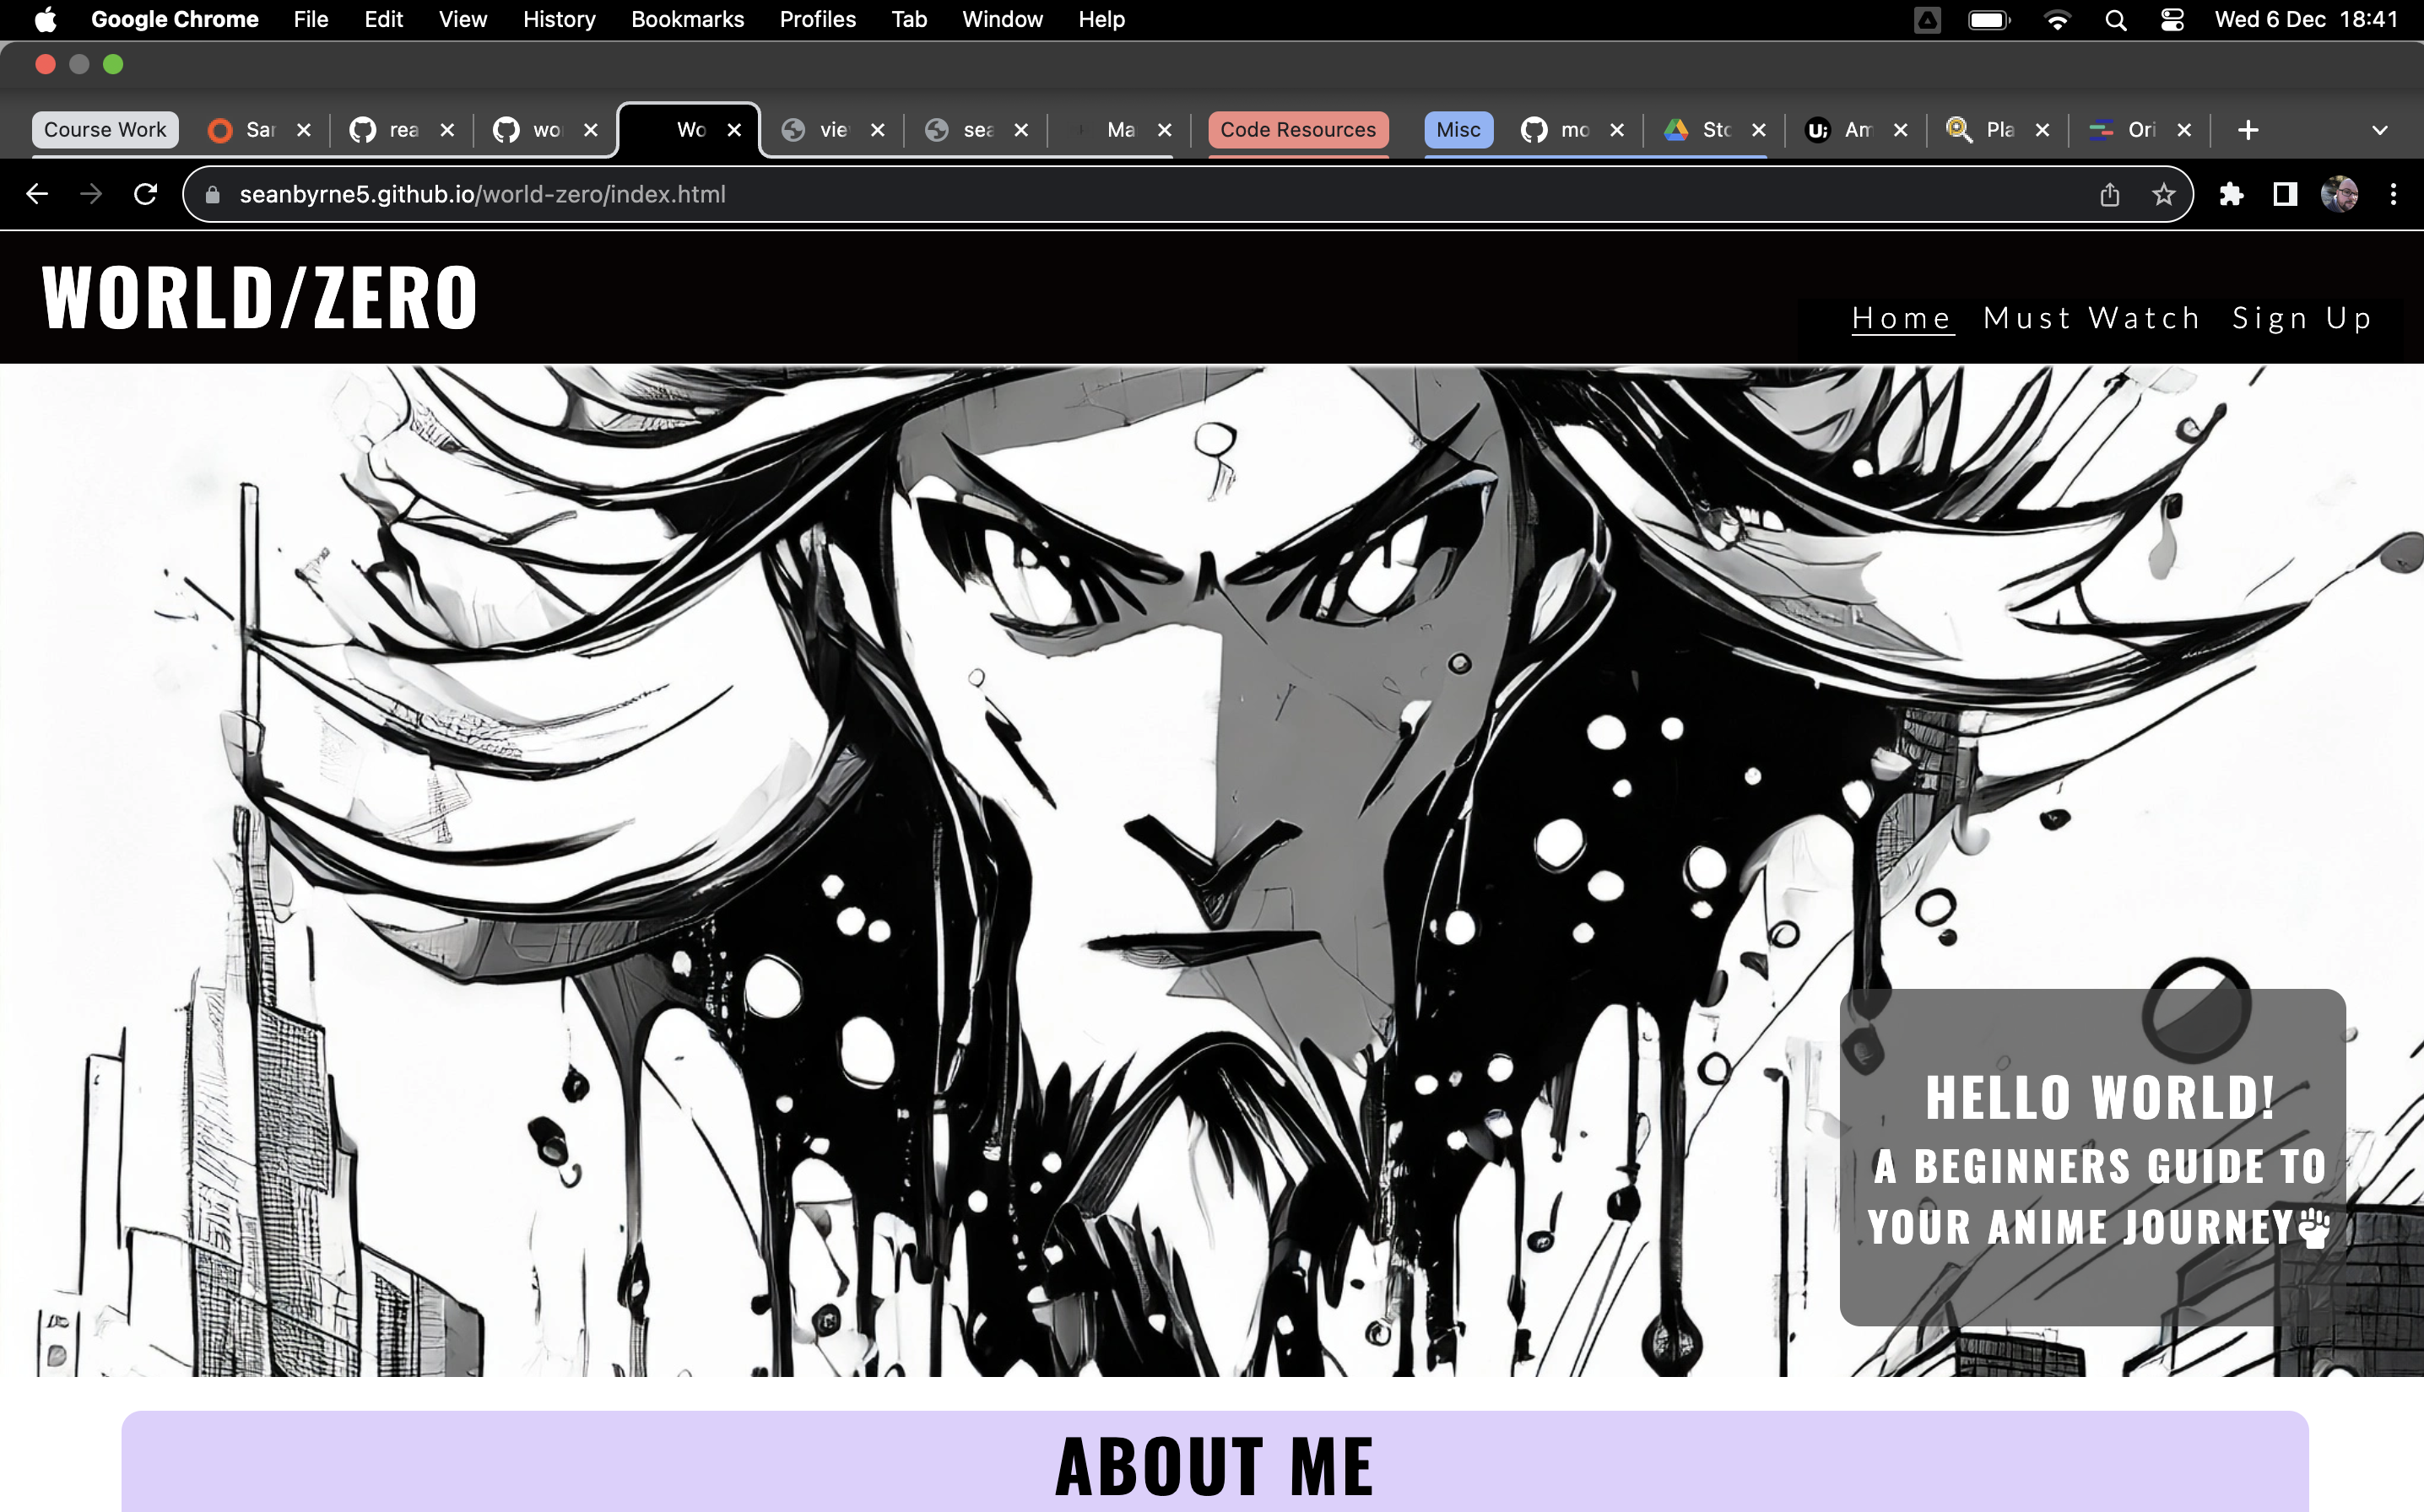 Google Chrome File Edit View History Bookmarks Profiles Tab Window Help Wed 6 Dec 18:41
Course Work Sar rea wo Wo vie sea Ma Code Resources Misc mo Sto Am Pla Ori
seanbyrne5.github.io/world-zero/index.html
WORLD/ZERO
Home Must Watch Sign Up
HELLO WORLD!
A BEGINNERS GUIDE TO
YOUR ANIME JOURNEY
ABOUT ME